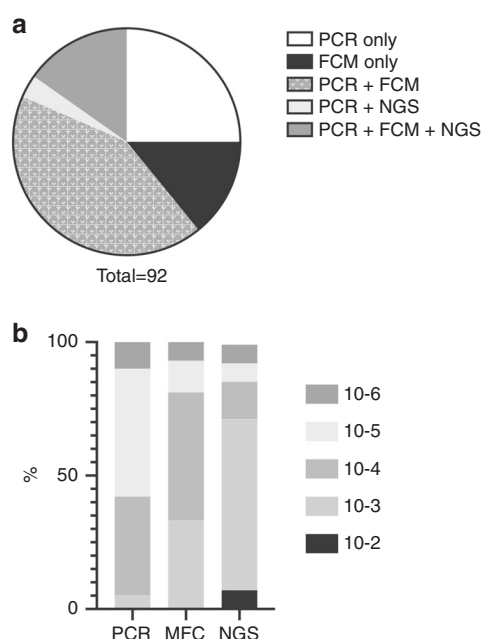 a
PCR only
FCM only
PCR + FCM
PCR + NGS
PCR + FCM + NGS
Total=92
b
100
50
0
%
PCR MFC NGS
10-6
10-5
10-4
10-3
10-2